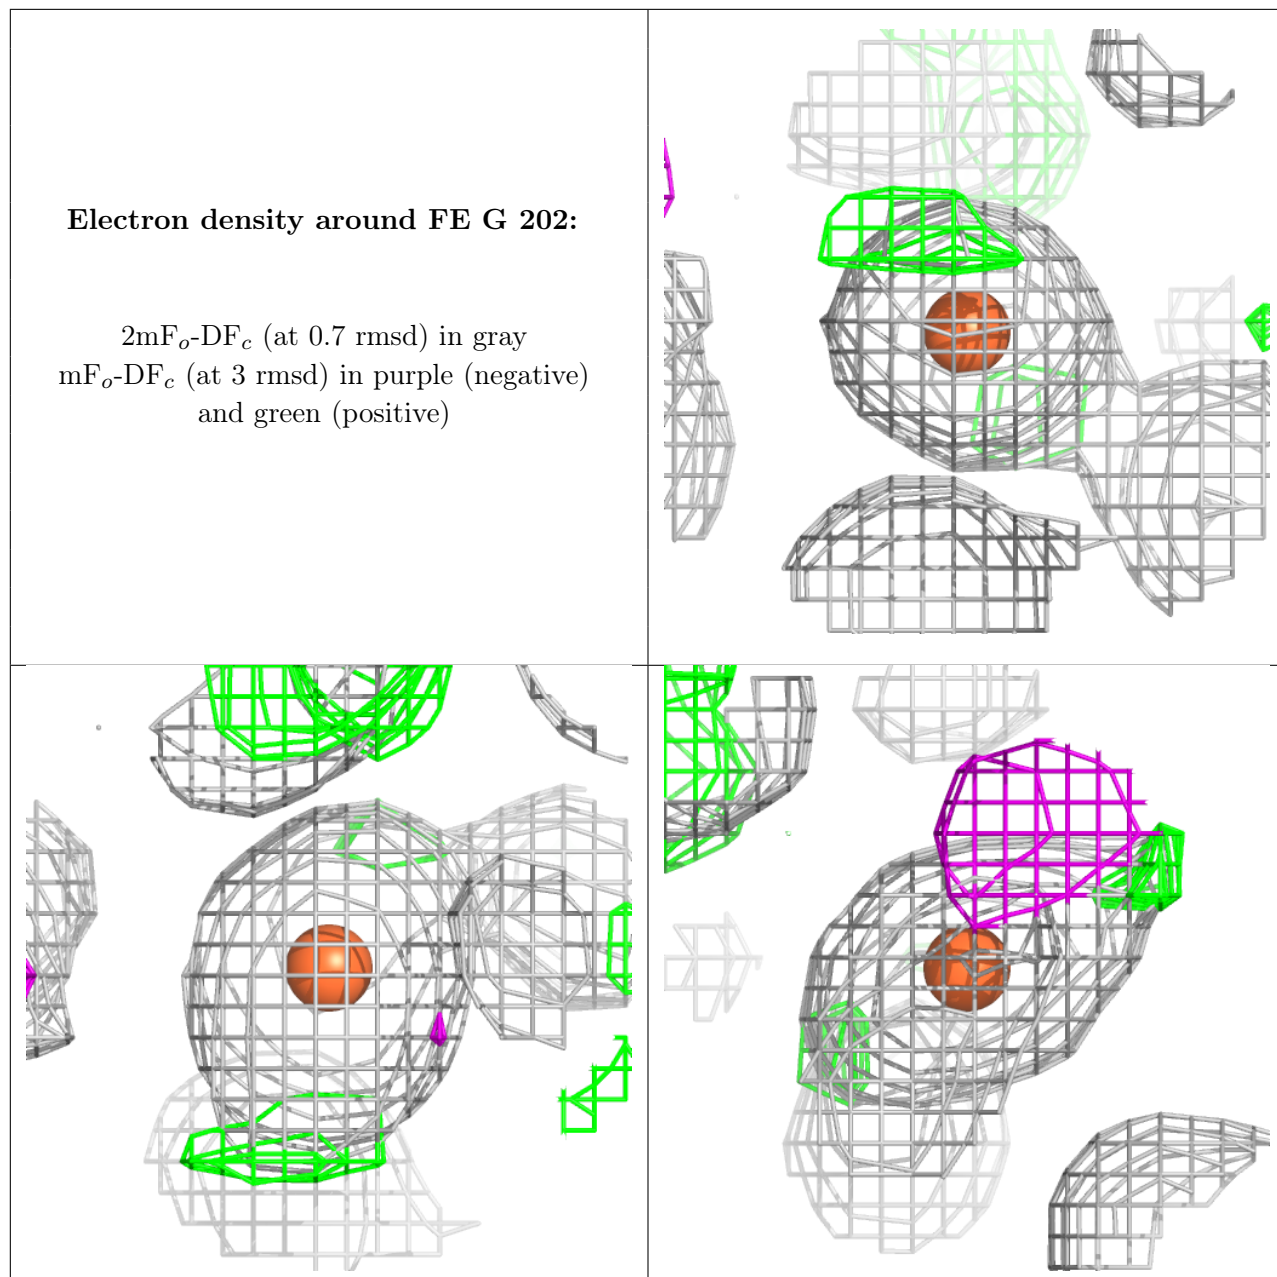 Electron density around FE G 202:
2mFo-DFc (at 0.7 rmsd) in gray
mFo-DFc (at 3 rmsd) in purple (negative)
and green (positive)